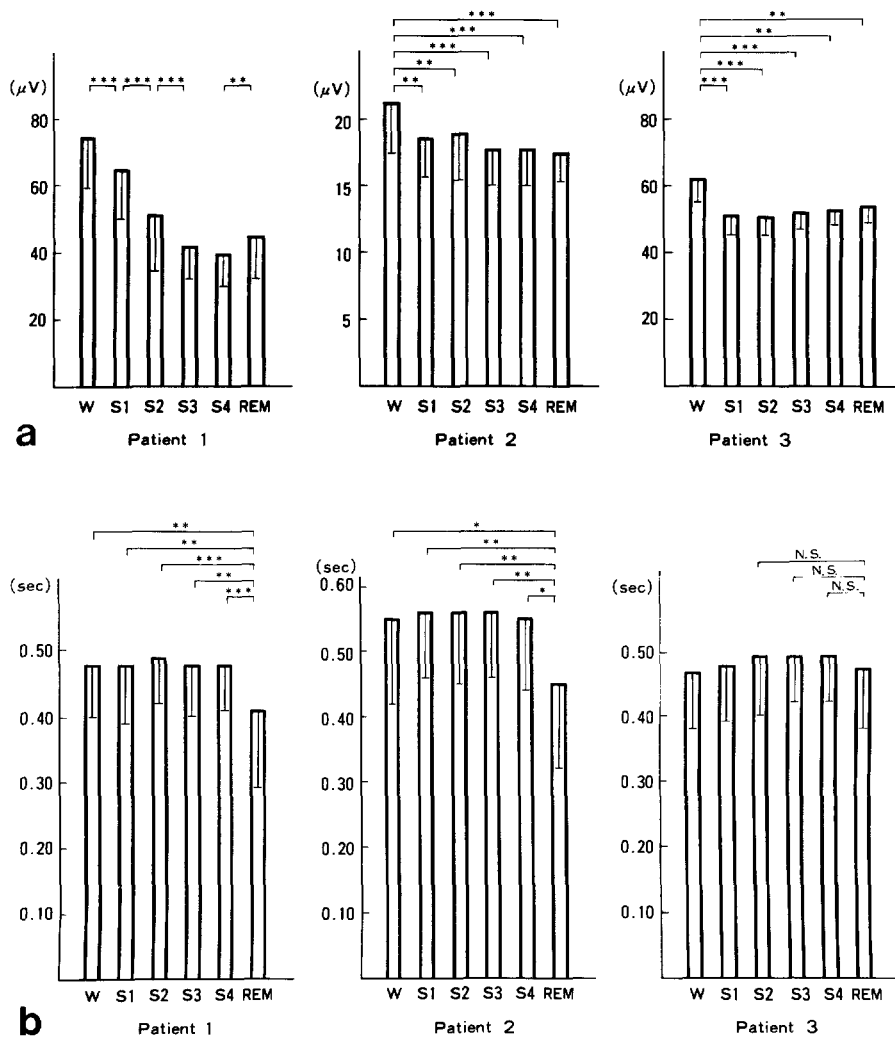 ***
*** **
*** **
*** ***
** ***
*** *** *** ** ** ***
(μV) (μV) (μV)
80 20 80
60 15 60
40 10 40
20 5 20
W S1 S2 S3 S4 REM W S1 S2 S3 S4 REM W S1 S2 S3 S4 REM
a Patient 1 Patient 2 Patient 3
** *
** **
*** ** N.S.
** ** N.S.
*** * N.S.
(sec) (sec) (sec)
0.60
0.50 0.50 0.50
0.40 0.40 0.40
0.30 0.30 0.30
0.20 0.20 0.20
0.10 0.10 0.10
W S1 S2 S3 S4 REM W S1 S2 S3 S4 REM W S1 S2 S3 S4 REM
b Patient 1 Patient 2 Patient 3